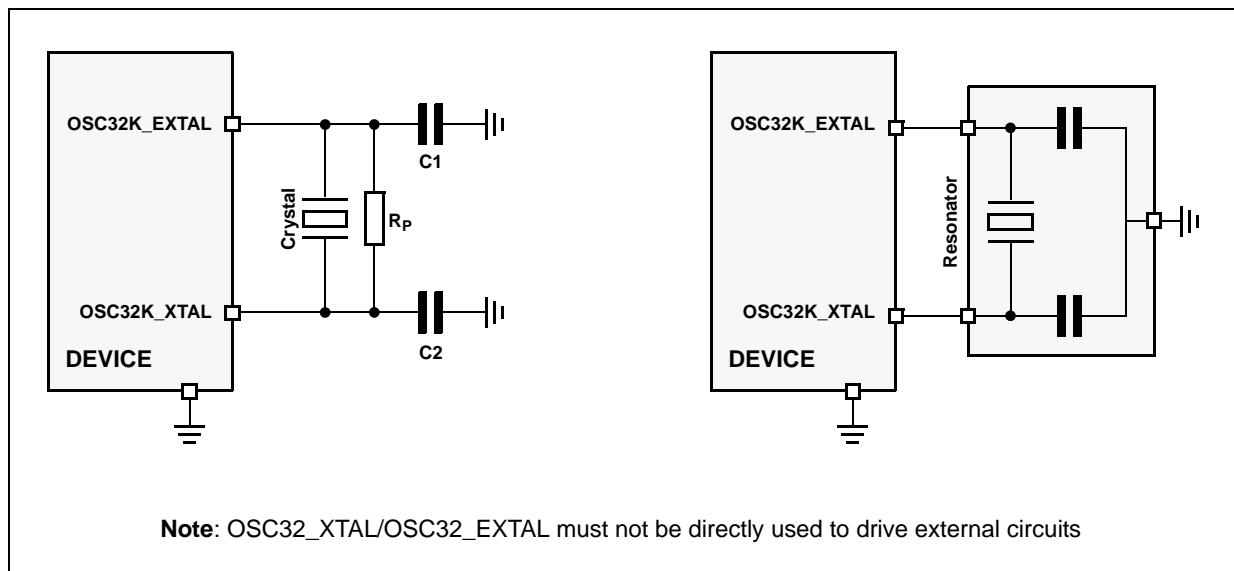 OSC32K_EXTAL
C1
Crystal
RP
OSC32K_XTAL
C2
DEVICE
OSC32K_EXTAL
Resonator
OSC32K_XTAL
DEVICE
Note: OSC32_XTAL/OSC32_EXTAL must not be directly used to drive external circuits